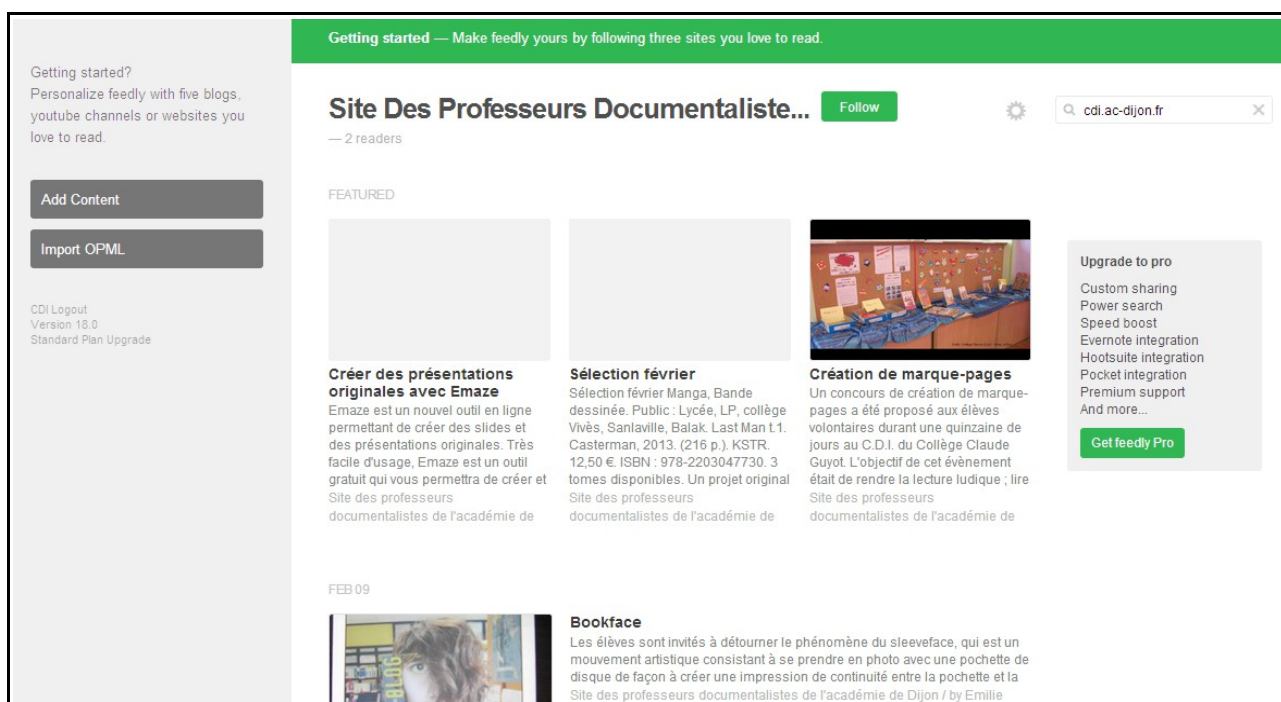 Getting started — Make feedly yours by following three sites you love to read.
Getting started?
Personalize feedly with five blogs,
youtube channels or websites you
love to read.
Add Content
Import OPML
CDI Logout
Version 18.0
Standard Plan Upgrade
Site Des Professeurs Documentaliste...
Follow
cdi.ac-dijon.fr
— 2 readers
FEATURED
Créer des présentations
originales avec Emaze
Emaze est un nouvel outil en ligne
permettant de créer des slides et
des présentations originales. Très
facile d'usage, Emaze est un outil
gratuit qui vous permettra de créer et
Site des professeurs
documentalistes de l'académie de
Sélection février
Sélection février Manga, Bande
dessinée. Public : Lycée, LP, collège
Vivès, Sanlaville, Balak. Last Man t.1.
Casterman, 2013. (216 p.). KSTR.
12,50 €. ISBN : 978-2203047730. 3
tomes disponibles. Un projet original
Site des professeurs
documentalistes de l'académie de
Création de marque-pages
Un concours de création de marque-
pages a été proposé aux élèves
volontaires durant une quinzaine de
jours au C.D.I. du Collège Claude
Guyot. L'objectif de cet évènement
était de rendre la lecture ludique ; lire
Site des professeurs
documentalistes de l'académie de
Upgrade to pro
Custom sharing
Power search
Speed boost
Evernote integration
Hootsuite integration
Pocket integration
Premium support
And more...
Get feedly Pro
FEB 09
BLOG
Bookface
Les élèves sont invités à détourner le phénomène du sleeveface, qui est un
mouvement artistique consistant à se prendre en photo avec une pochette de
disque de façon à créer une impression de continuité entre la pochette et la
Site des professeurs documentalistes de l'académie de Dijon / by Emilie